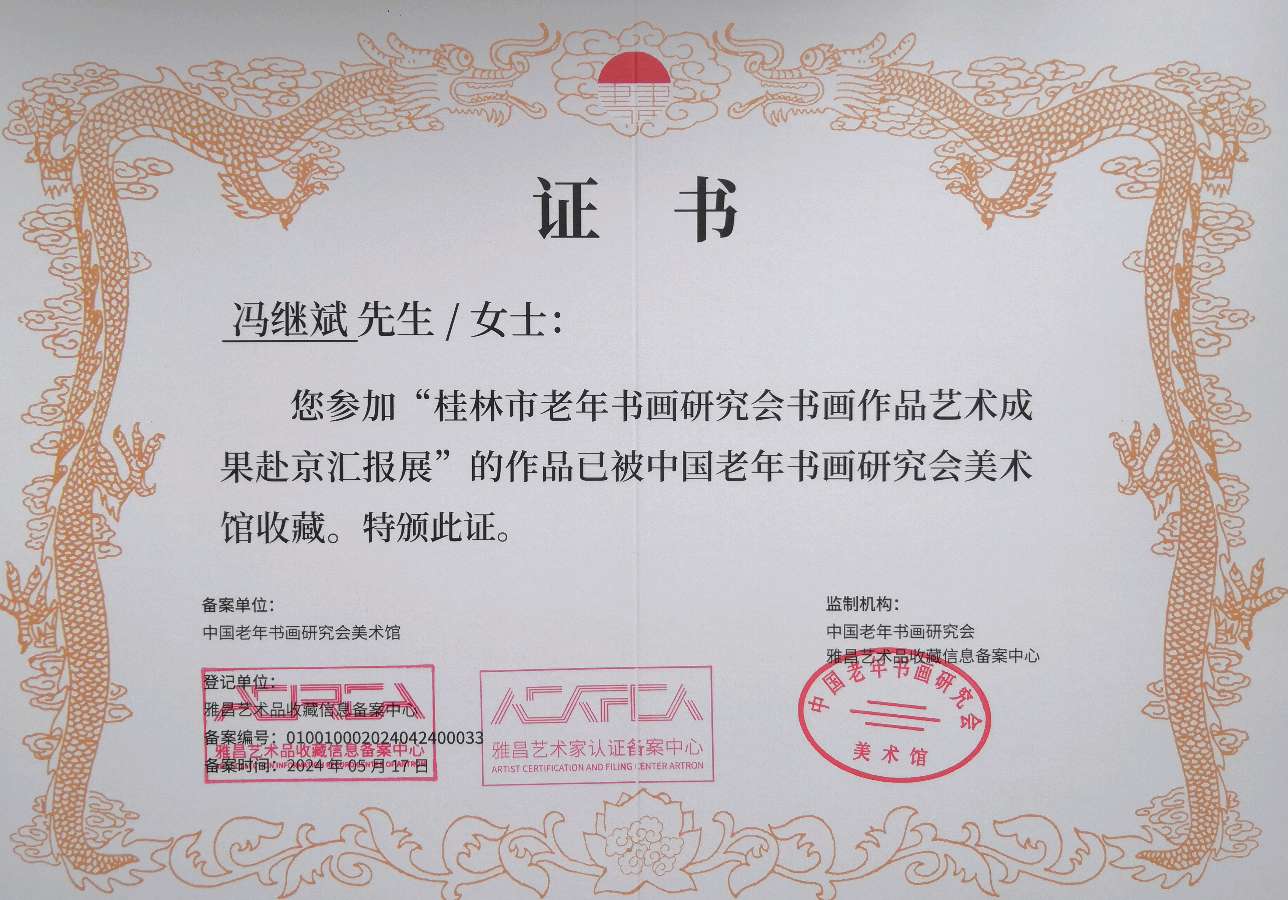 证 书
冯继斌 先生 / 女士：
您参加“桂林市老年书画研究会书画作品艺术成
果赴京汇报展”的作品已被中国老年书画研究会美术
馆收藏。特颁此证。
备案单位：
中国老年书画研究会美术馆
登记单位：
雅昌艺术品收藏信息备案中心
备案编号：010010002024042400033
备案时间：2024 年 05 月 17 日
雅昌艺术品收藏信息备案中心
雅昌艺术家认证备案中心
ARTIST CERTIFICATION AND FILING CENTER ARTRON
监制机构：
中国老年书画研究会
雅昌艺术品收藏信息备案中心
中国老年书画研究会
美术馆